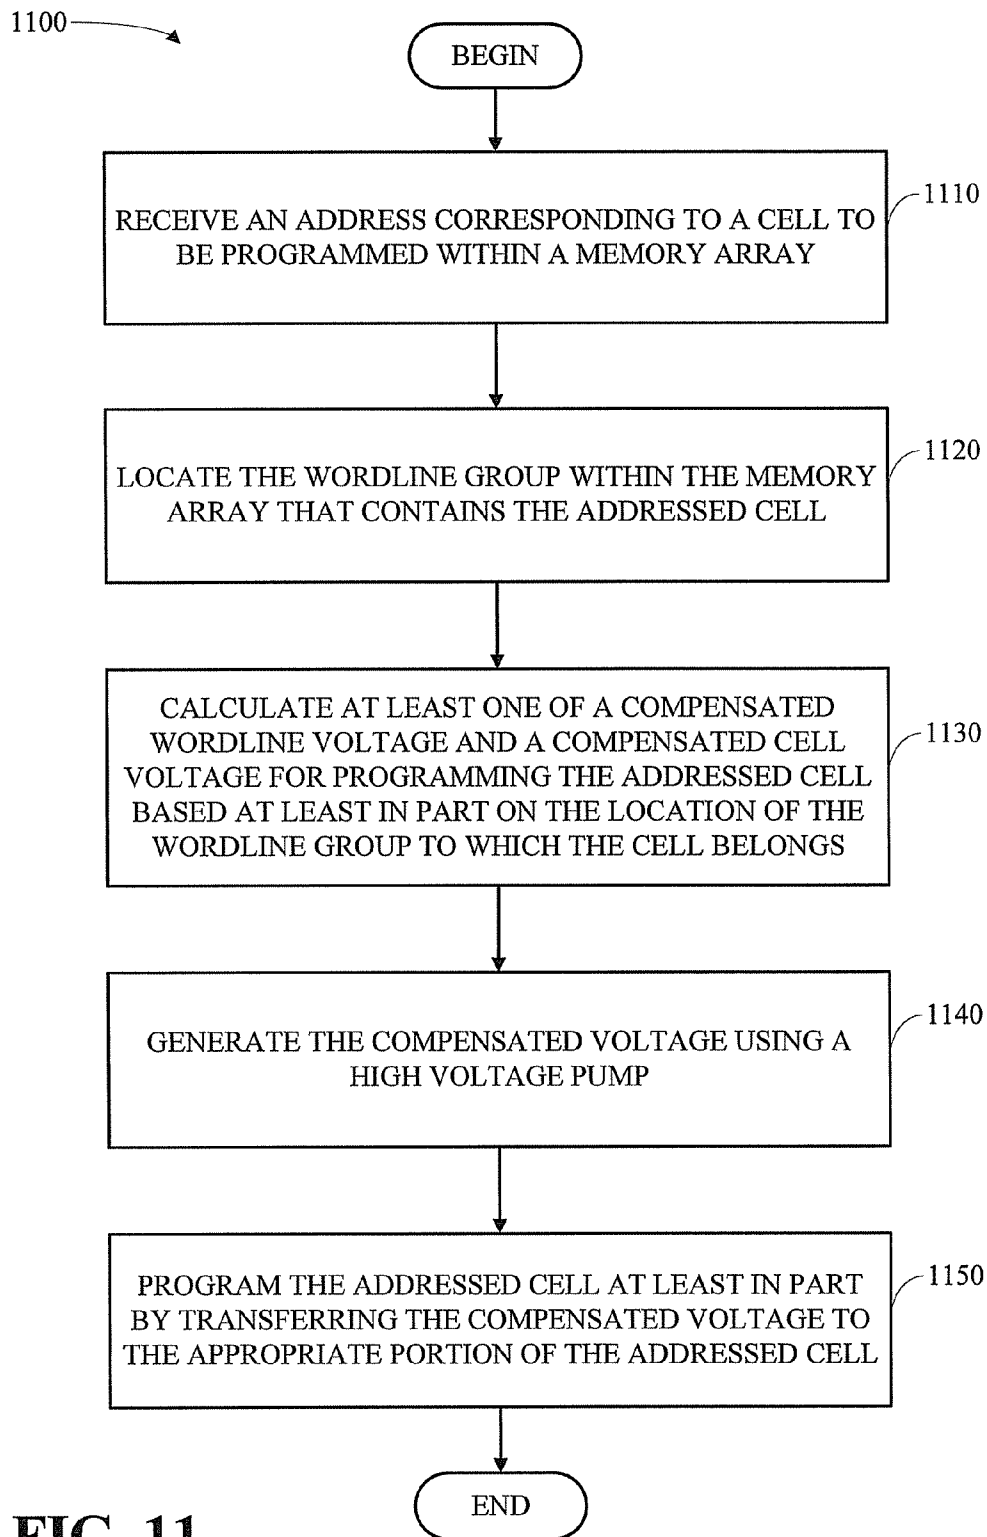 1100
BEGIN
RECEIVE AN ADDRESS CORRESPONDING TO A CELL TO
BE PROGRAMMED WITHIN A MEMORY ARRAY
1110
LOCATE THE WORDLINE GROUP WITHIN THE MEMORY
ARRAY THAT CONTAINS THE ADDRESSED CELL
1120
CALCULATE AT LEAST ONE OF A COMPENSATED
WORDLINE VOLTAGE AND A COMPENSATED CELL
VOLTAGE FOR PROGRAMMING THE ADDRESSED CELL
BASED AT LEAST IN PART ON THE LOCATION OF THE
WORDLINE GROUP TO WHICH THE CELL BELONGS
1130
GENERATE THE COMPENSATED VOLTAGE USING A
HIGH VOLTAGE PUMP
1140
PROGRAM THE ADDRESSED CELL AT LEAST IN PART
BY TRANSFERRING THE COMPENSATED VOLTAGE TO
THE APPROPRIATE PORTION OF THE ADDRESSED CELL
1150
END
FIG. 11